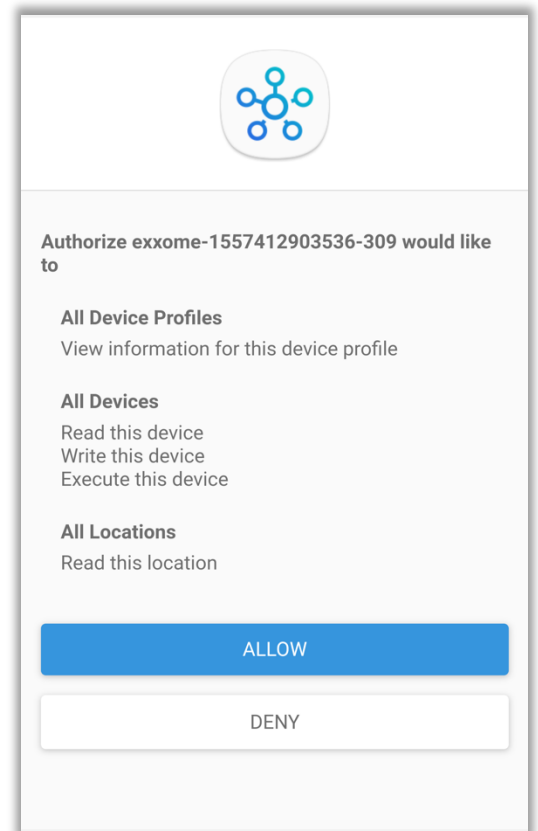 Authorize exxome-1557412903536-309 would like
to
All Device Profiles
View information for this device profile
All Devices
Read this device
Write this device
Execute this device
All Locations
Read this location
ALLOW
DENY